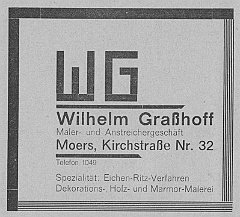 WG
Wilhelm Graßhoff
Maler- und Anstreichergeschäft
Moers, Kirchstraße Nr. 32
Telefon 1049
Spezialität: Eichen-Ritz-Verfahren
Dekorations-, Holz- und Marmor-Malerei